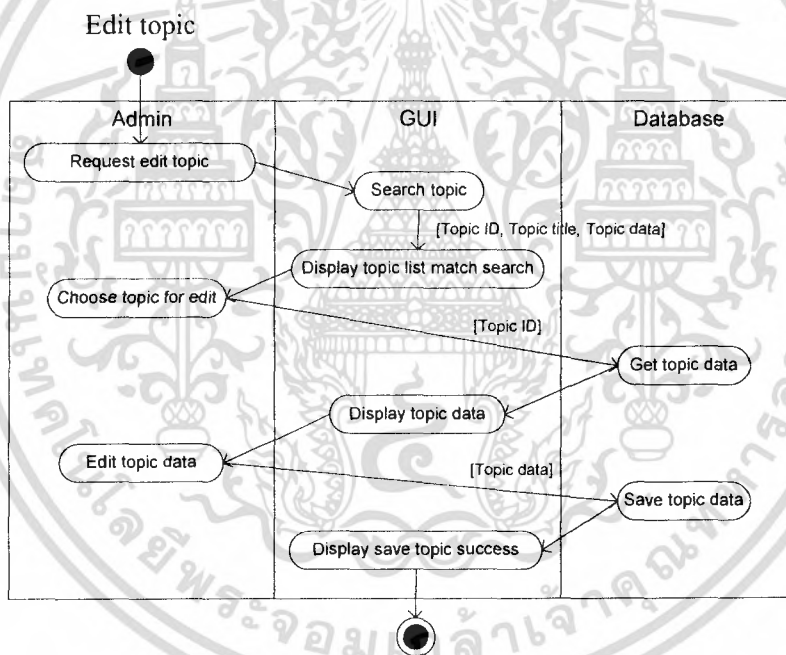 Edit topic
Admin
GUI
Database
Request edit topic
Search topic
[Topic ID, Topic title, Topic data]
Display topic list match search
Choose topic for edit
[Topic ID]
Get topic data
Display topic data
Edit topic data
[Topic data]
Save topic data
Display save topic success